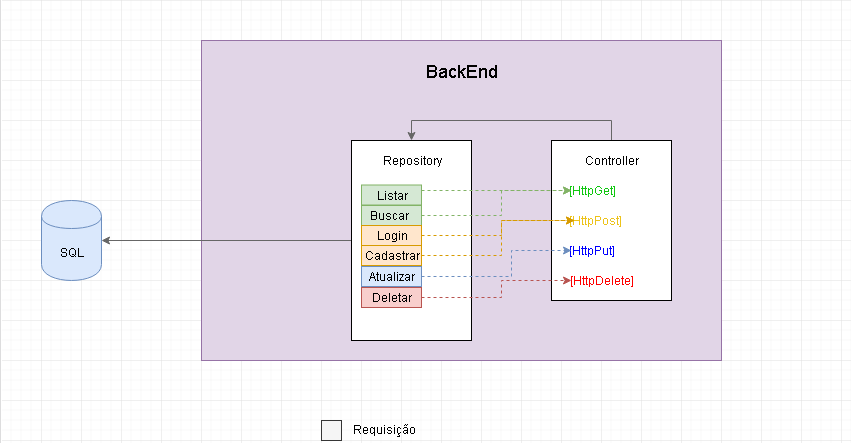 BackEnd
Repository
Controller
Listar
[HttpGet]
Buscar
[HttpPost]
Login
Cadastrar
[HttpPut]
Atualizar
[HttpDelete]
Deletar
SQL
Requisição